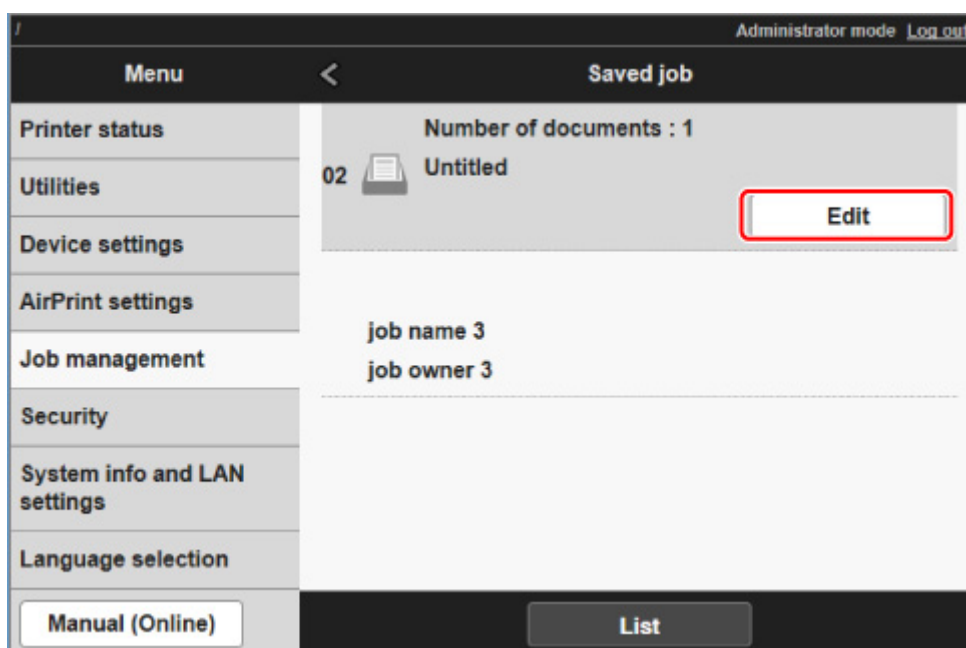 Administrator mode Log out
Menu
Saved job
Printer status
Utilities
Device settings
AirPrint settings
Job management
Security
System info and LAN
settings
Language selection
Manual (Online)
Number of documents : 1
02 Untitled
Edit
job name 3
job owner 3
List